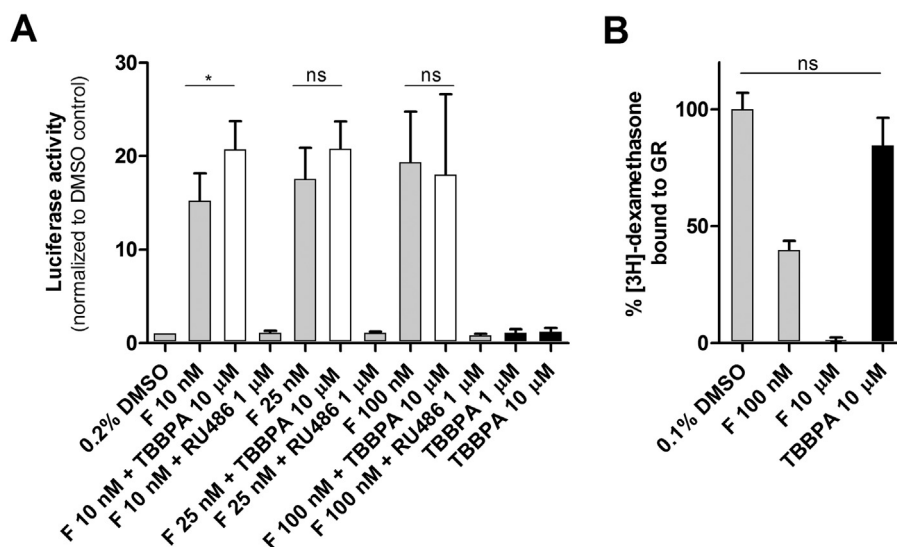 A
B
Luciferase activity
(normalized to DMSO control)
30
20
10
0
*
ns
ns
0.2% DMSO
F 10 nM
F 10 nM + TBBPA 10 µM
F 10 nM + RU486 1 µM
F 25 nM
F 25 nM + TBBPA 10 µM
F 25 nM + RU486 1 µM
F 100 nM
F 100 nM + TBBPA 10 µM
F 100 nM + RU486 1 µM
TBBPA 1 µM
TBBPA 10 µM
% [3H]-dexamethasone
bound to GR
100
50
0
ns
0.1% DMSO
F 100 nM
F 10 µM
TBBPA 10 µM